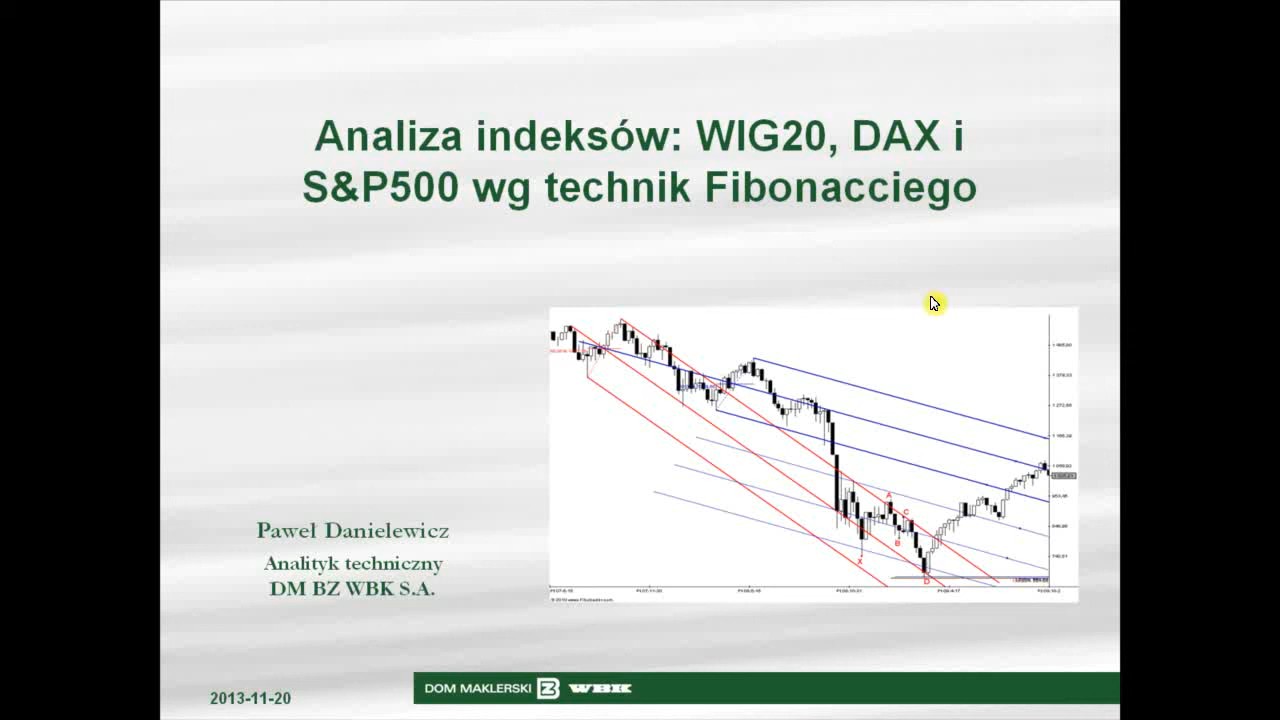 Analiza indeksów: WIG20, DAX i
S&P500 wg technik Fibonacciego
A
C
B
X
D
Paweł Danielewicz
Analityk techniczny
DM BZ WBK S.A.
2013-11-20
DOM MAKLERSKI Z WBK